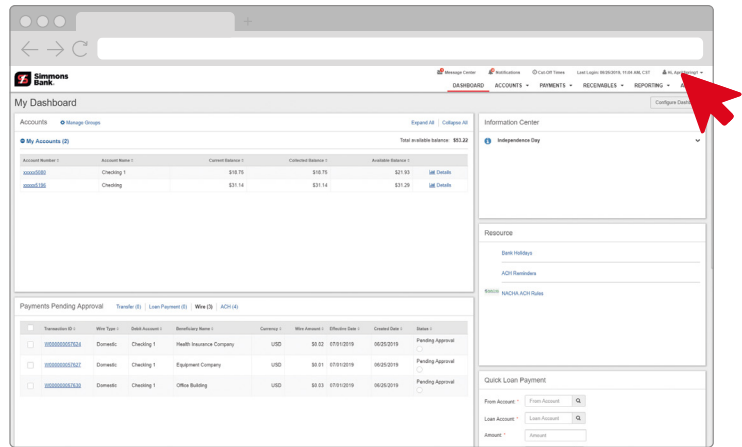 Simmons
Bank.
Message Center Notifications Cut-Off Times Last Login: 06/26/2019, 11:04 AM, CST Hi,
DASHBOARD ACCOUNTS PAYMENTS RECEIVABLES REPORTING
My Dashboard
Configure
Accounts Manage Groups Expand All Collapse All
My Accounts (2) Total available balance: $53.22
Account Number Account Name Current Balance Collected Balance Available Balance
xxxxx5080 Checking 1 $18.75 $18.75 $21.93 Details
xxxxx5186 Checking $31.14 $31.14 $31.29 Details
Information Center
Independence Day
Resource
Bank Holidays
ACH Reminders
NACHA ACH Rules
Payments Pending Approval Transfer (0) Loan Payment (0) Wire (3) ACH (4)
Transaction ID Wire Type Debit Account Beneficiary Name Currency Wire Amount Effective Date Created Date Status
Domestic Checking 1 Health Insurance Company USD $0.02 07/01/2019 06/25/2019 Pending Approval
Domestic Checking 1 Equipment Company USD $0.01 07/01/2019 06/25/2019 Pending Approval
Domestic Checking 1 Office Building USD $0.03 07/01/2019 06/25/2019 Pending Approval
Quick Loan Payment
From Account: * From Account
Loan Account: * Loan Account
Amount: * Amount